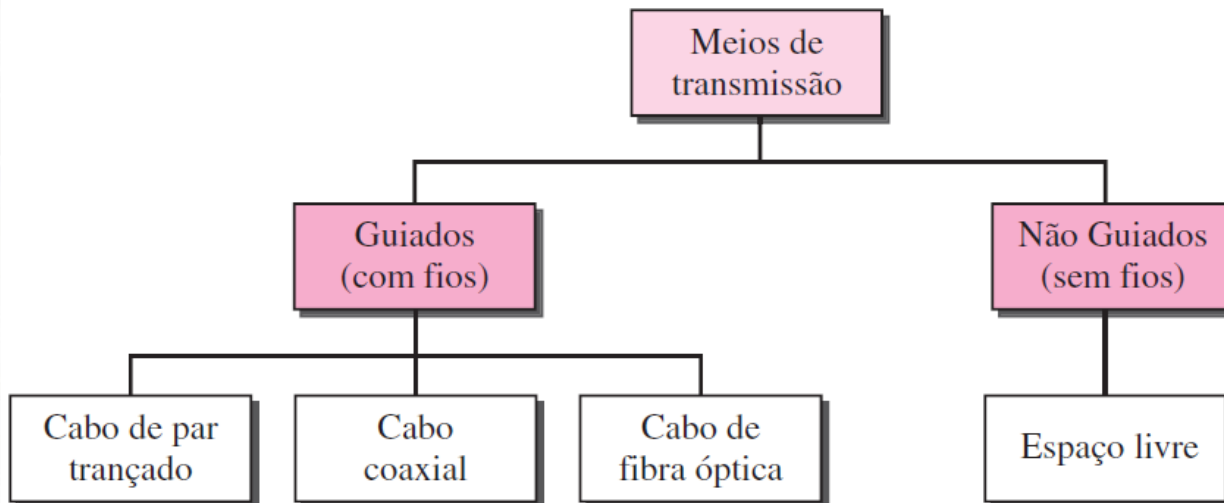 Meios de
transmissão
Guiados
(com fios)
Não Guiados
(sem fios)
Cabo de par
trançado
Cabo
coaxial
Cabo de
fibra óptica
Espaço livre